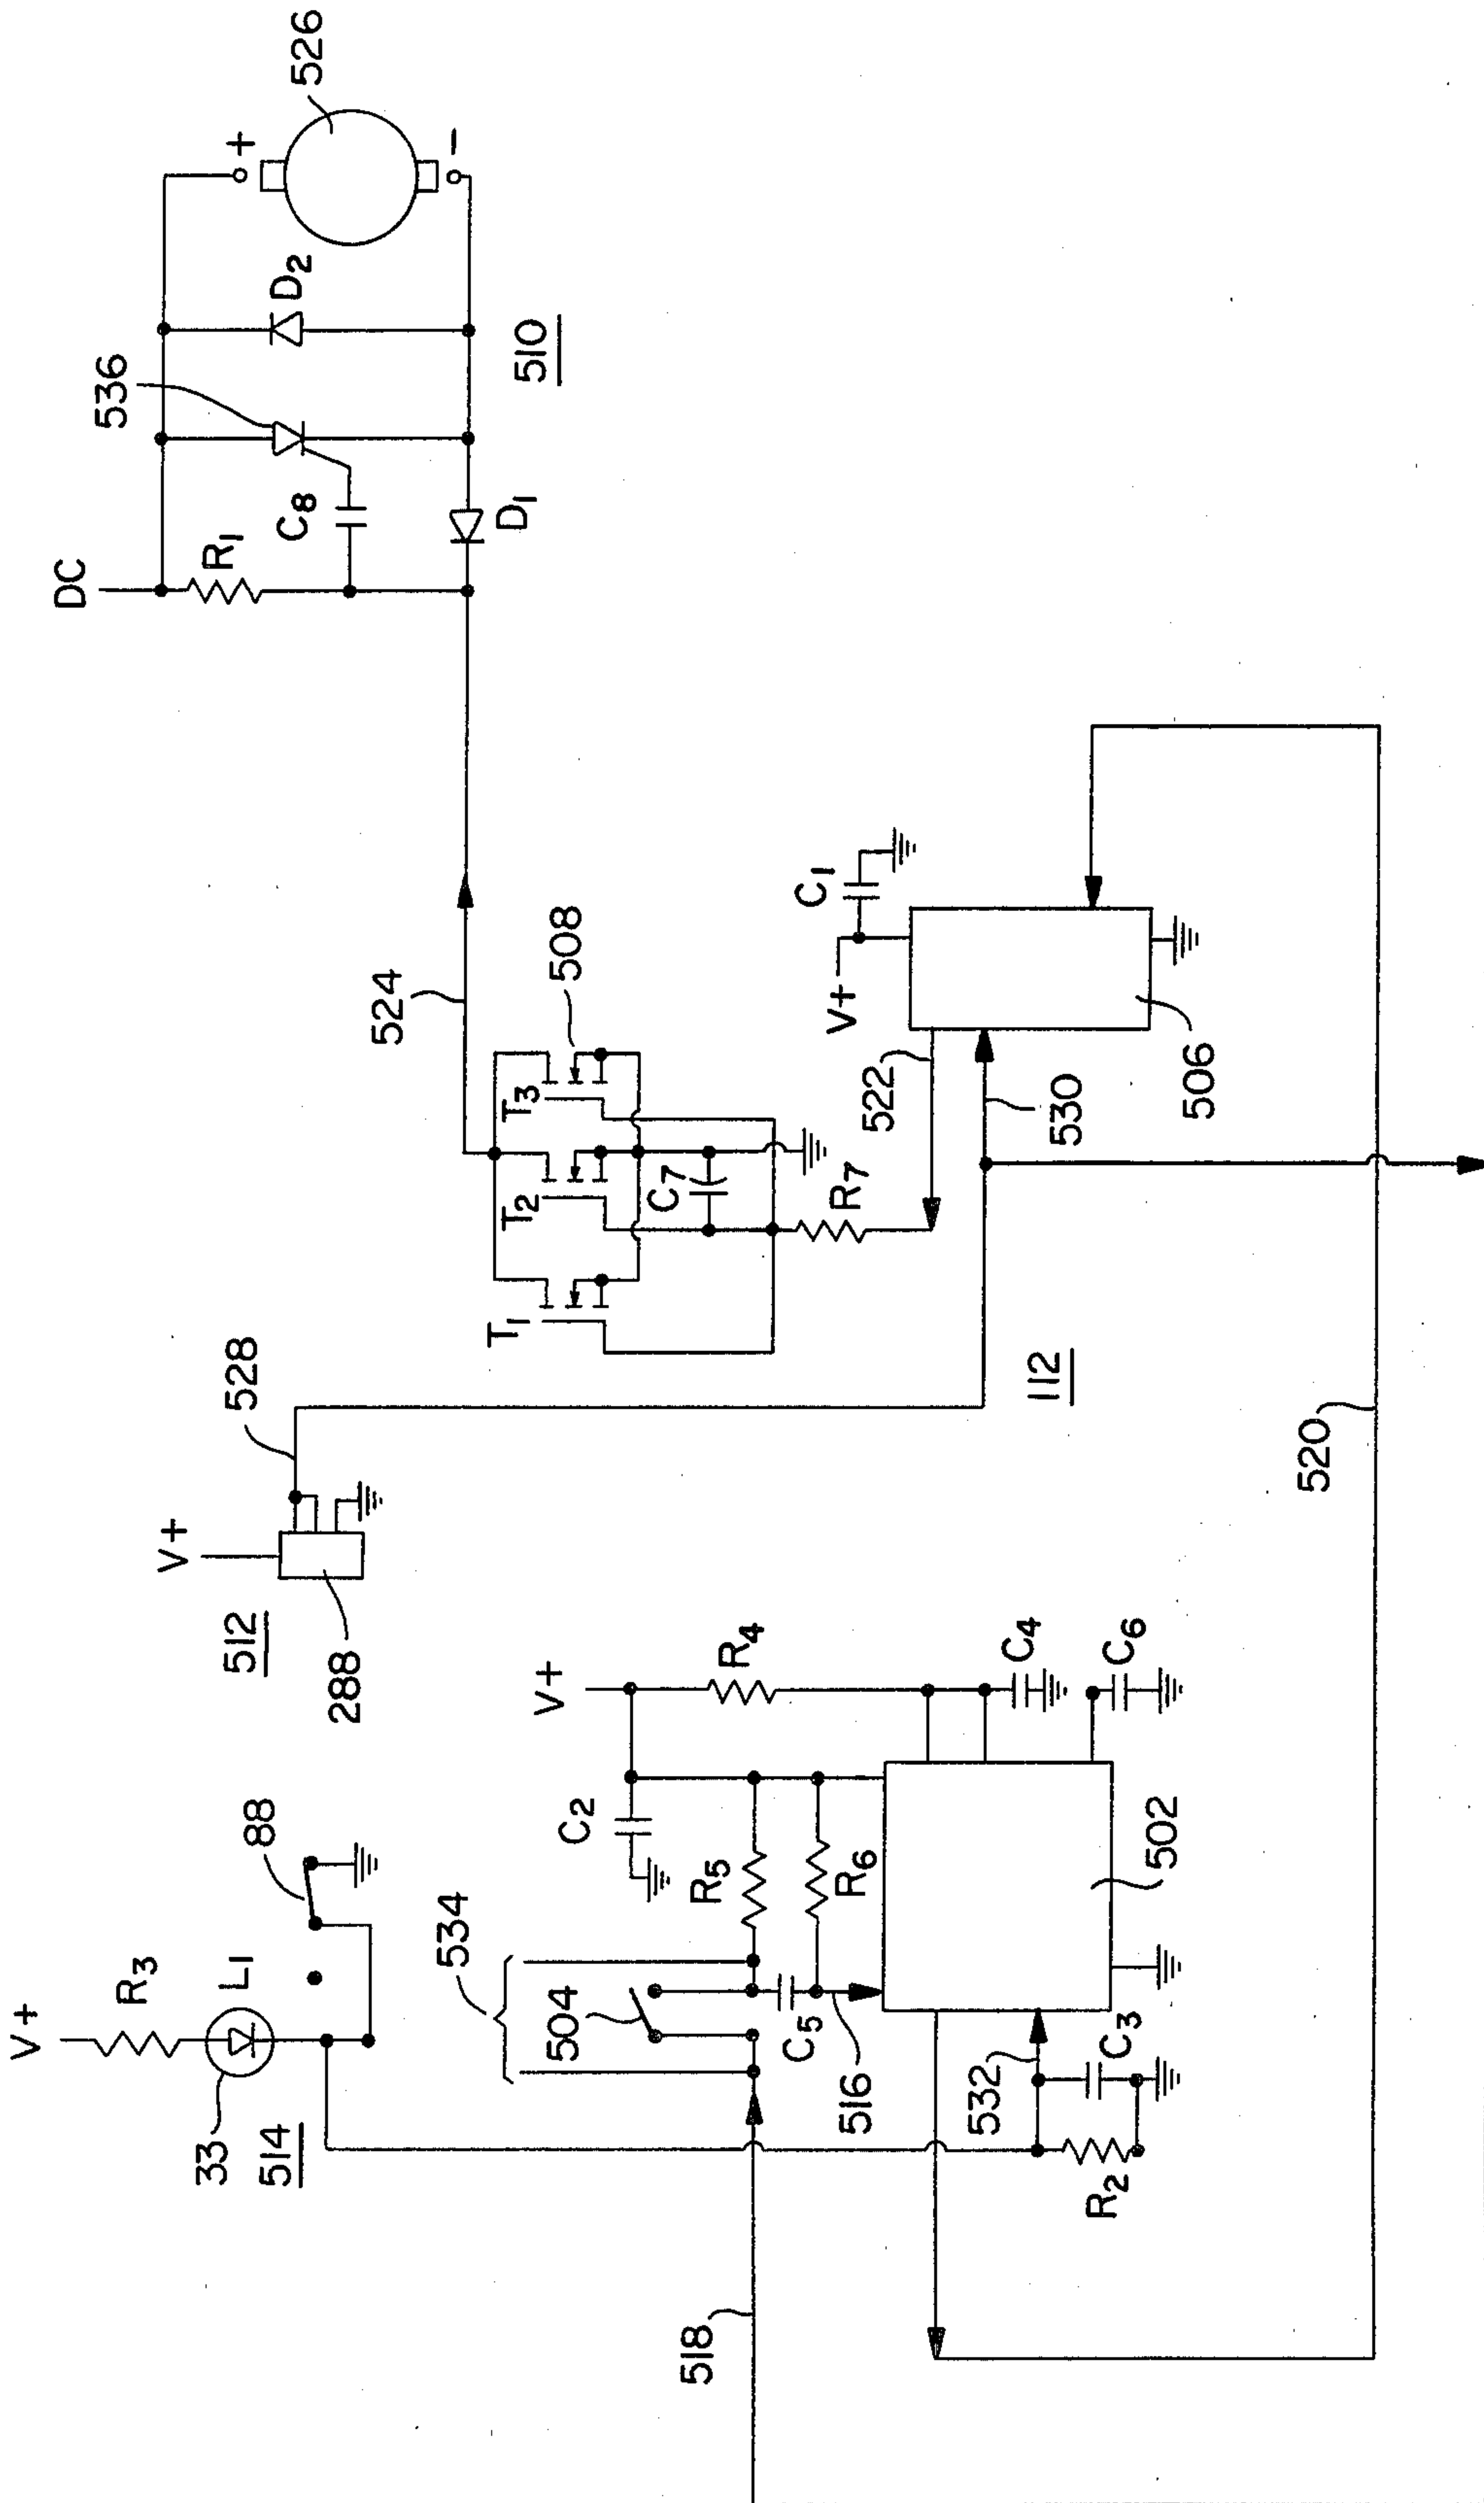 DC
R1
C8
536
D2
+
526
−
D1
510
524
508
T1
T2
T3
C7
R7
522
V+
C1
530
506
112
520
V+
528
512
288
V+
R3
L1
33
514
88
534
504
V+
C2
R4
R5
R6
C5
516
C4
C6
502
532
C3
R2
518